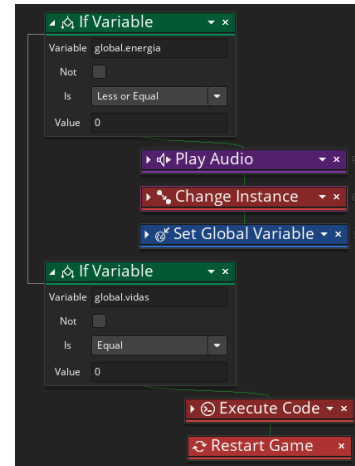 If Variable
Variable global.energia
Not
Is Less or Equal
Value 0
Play Audio
Change Instance
Set Global Variable
If Variable
Variable global.vidas
Not
Is Equal
Value 0
Execute Code
Restart Game